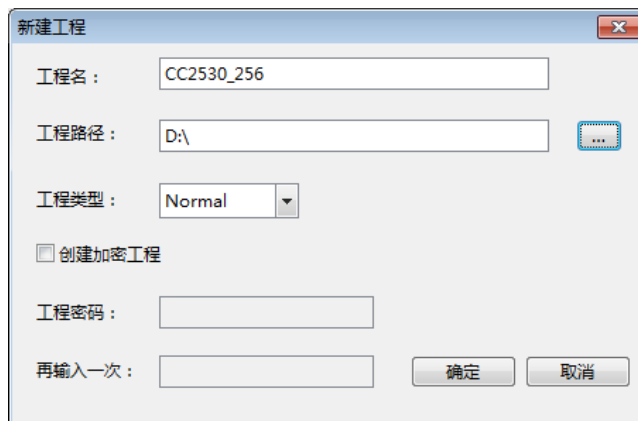 新建工程
工程名： CC2530_256
工程路径： D:\ ...
工程类型： Normal
创建加密工程
工程密码：
再输入一次： 确定 取消